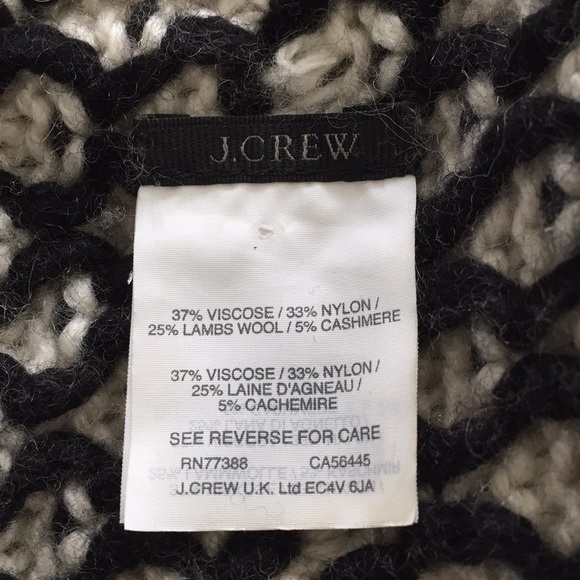 J.CREW
37% VISCOSE / 33% NYLON /
25% LAMBS WOOL / 5% CASHMERE
37% VISCOSE / 33% NYLON /
25% LAINE D'AGNEAU /
5% CACHEMIRE
SEE REVERSE FOR CARE
RN77388 CA56445
J.CREW U.K. Ltd EC4V 6JA